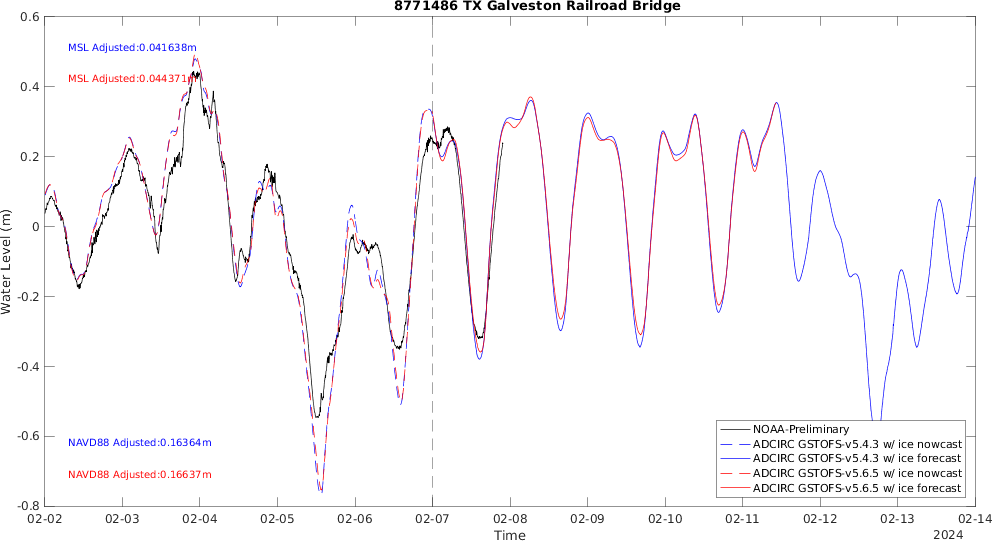 8771486 TX Galveston Railroad Bridge
0.6
MSL Adjusted:0.041638m
MSL Adjusted:0.044371m
0.4
0.2
0
-0.2
-0.4
-0.6
-0.8
Water Level (m)
NAVD88 Adjusted:0.16364m
NAVD88 Adjusted:0.16637m
NOAA-Preliminary
ADCIRC GSTOFS-v5.4.3 w/ ice nowcast
ADCIRC GSTOFS-v5.4.3 w/ ice forecast
ADCIRC GSTOFS-v5.6.5 w/ ice nowcast
ADCIRC GSTOFS-v5.6.5 w/ ice forecast
02-02 02-03 02-04 02-05 02-06 02-07 02-08 02-09 02-10 02-11 02-12 02-13 02-14
Time
2024